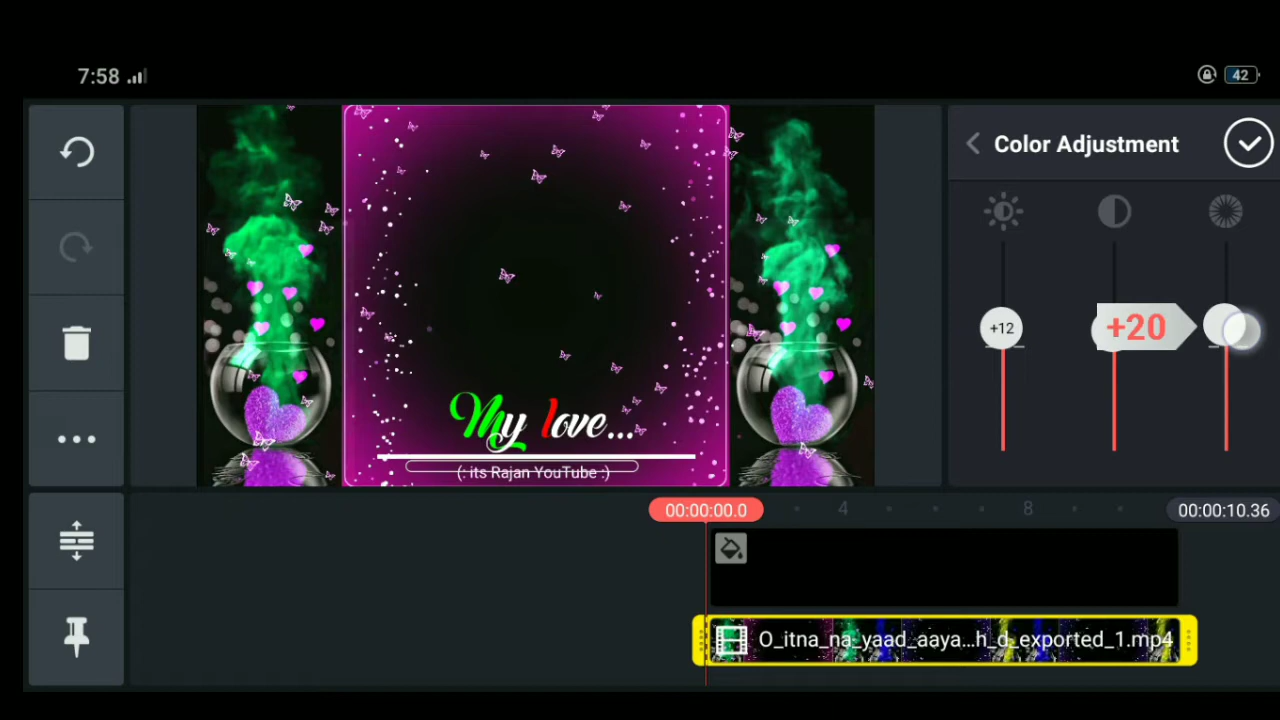 7:58
42
Color Adjustment
+12
+20
My love...
(: its Rajan YouTube :)
00:00:00.0
4
8
00:00:10.36
O_itna_na_yaad_aaya...h_d_exported_1.mp4